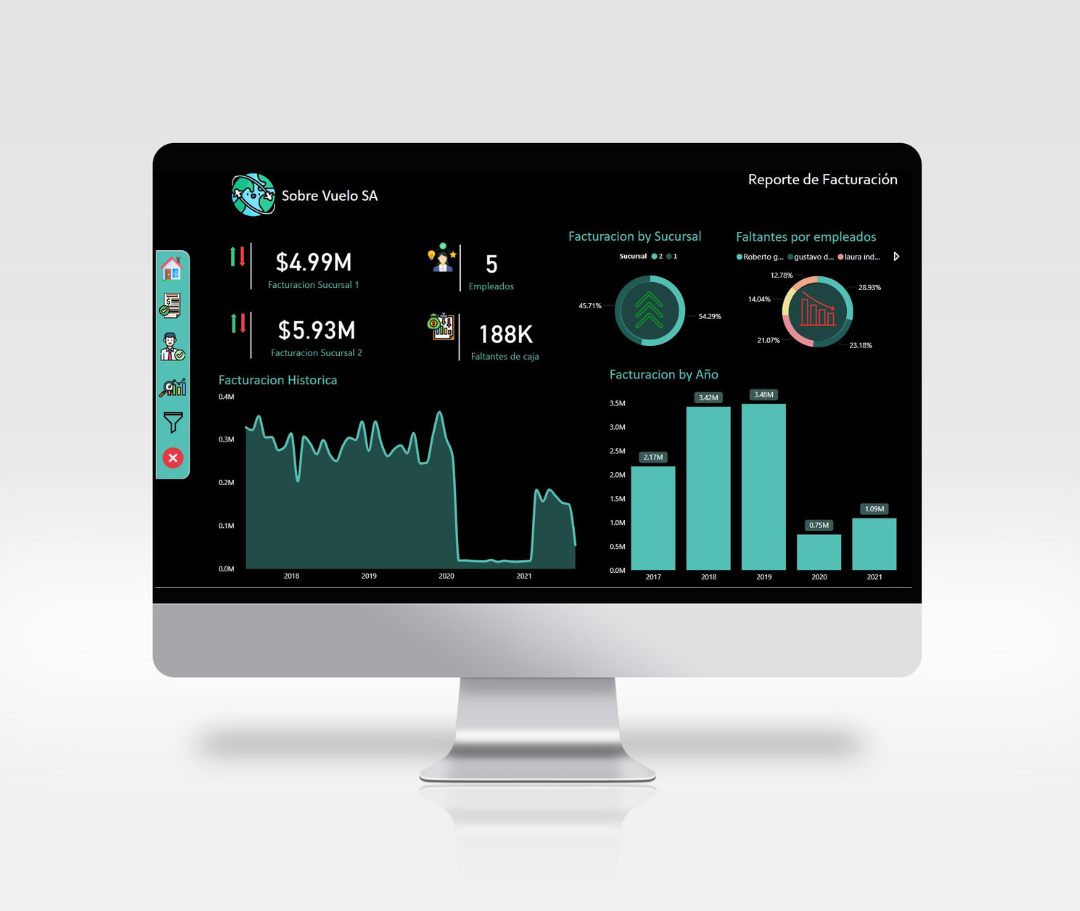 Sobre Vuelo SA
Reporte de Facturación
$4.99M
Facturacion Sucursal 1
5
Empleados
$5.93M
Facturacion Sucursal 2
188K
Faltantes de caja
Facturacion by Sucursal
Sucursal 2 1
45.71%
54.29%
Faltantes por empleados
Roberto g... gustavo d... laura ind...
12.78%
28.93%
14.04%
21.07%
23.18%
Facturacion Historica
0.4M
0.3M
0.2M
0.1M
0.0M
2018 2019 2020 2021
Facturacion by Año
3.5M
3.0M
2.5M
2.0M
1.5M
1.0M
0.5M
0.0M
2.17M
3.42M
3.48M
0.75M
1.09M
2017 2018 2019 2020 2021